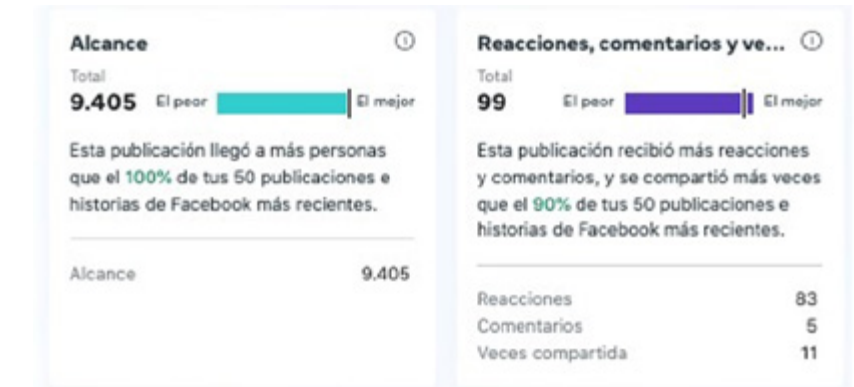 Alcance
Total
9.405 El peor El mejor
Esta publicación llegó a más personas
que el 100% de tus 50 publicaciones e
historias de Facebook más recientes.
Alcance 9.405
Reacciones, comentarios y ve...
Total
99 El peor El mejor
Esta publicación recibió más reacciones
y comentarios, y se compartió más veces
que el 90% de tus 50 publicaciones e
historias de Facebook más recientes.
Reacciones 83
Comentarios 5
Veces compartida 11